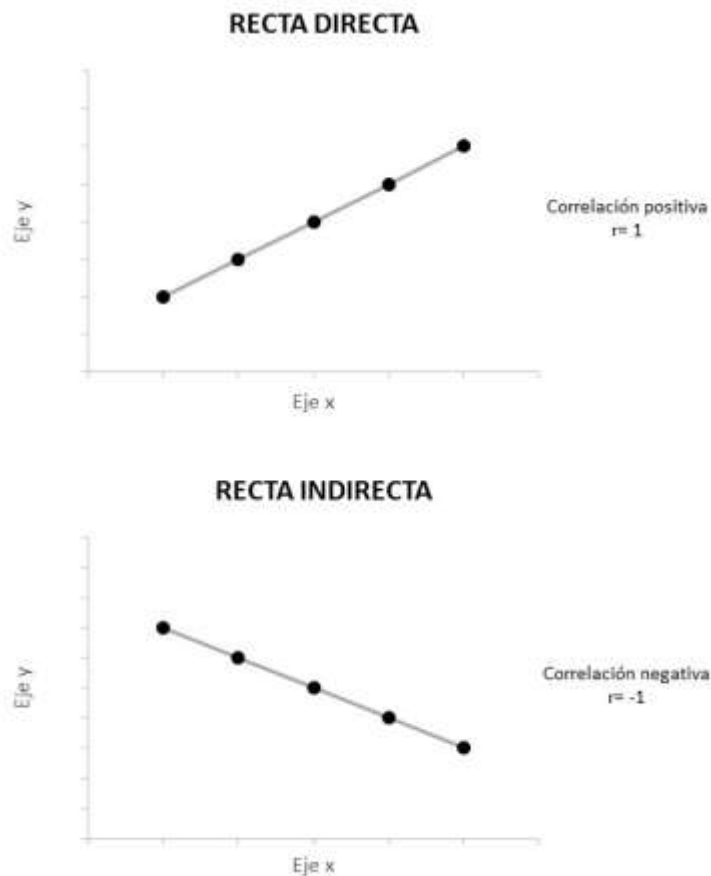 RECTA DIRECTA
Eje y
Correlación positiva
r= 1
Eje x
RECTA INDIRECTA
Eje y
Correlación negativa
r= -1
Eje x